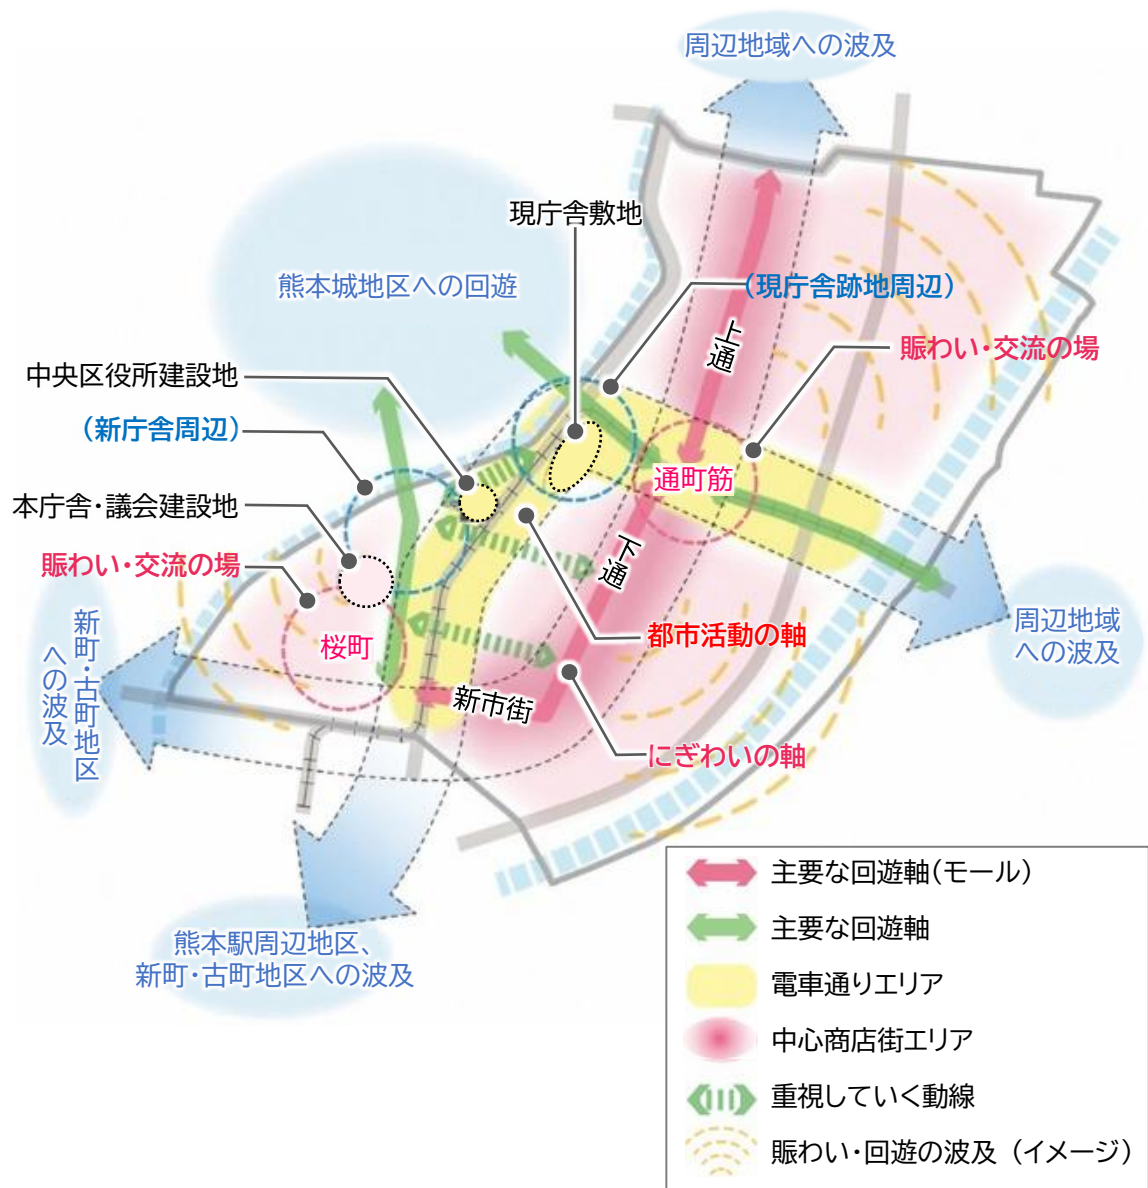 周辺地域への波及
現庁舎敷地
熊本城地区への回遊
（現庁舎跡地周辺）
上通
賑わい・交流の場
中央区役所建設地
（新庁舎周辺）
通町筋
本庁舎・議会建設地
下通
賑わい・交流の場
新町・古町地区
への波及
桜町
都市活動の軸
周辺地域
への波及
新市街
にぎわいの軸
熊本駅周辺地区、
新町・古町地区への波及
主要な回遊軸（モール）
主要な回遊軸
電車通りエリア
中心商店街エリア
重視していく動線
賑わい・回遊の波及（イメージ）